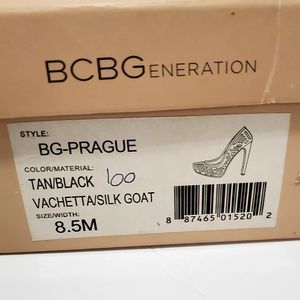 BCBGENERATION
STYLE:
BG-PRAGUE
COLOR/MATERIAL:
TAN/BLACK 600
VACHETTA/SILK GOAT
SIZE/WIDTH:
8.5M
8 87465 01520 2